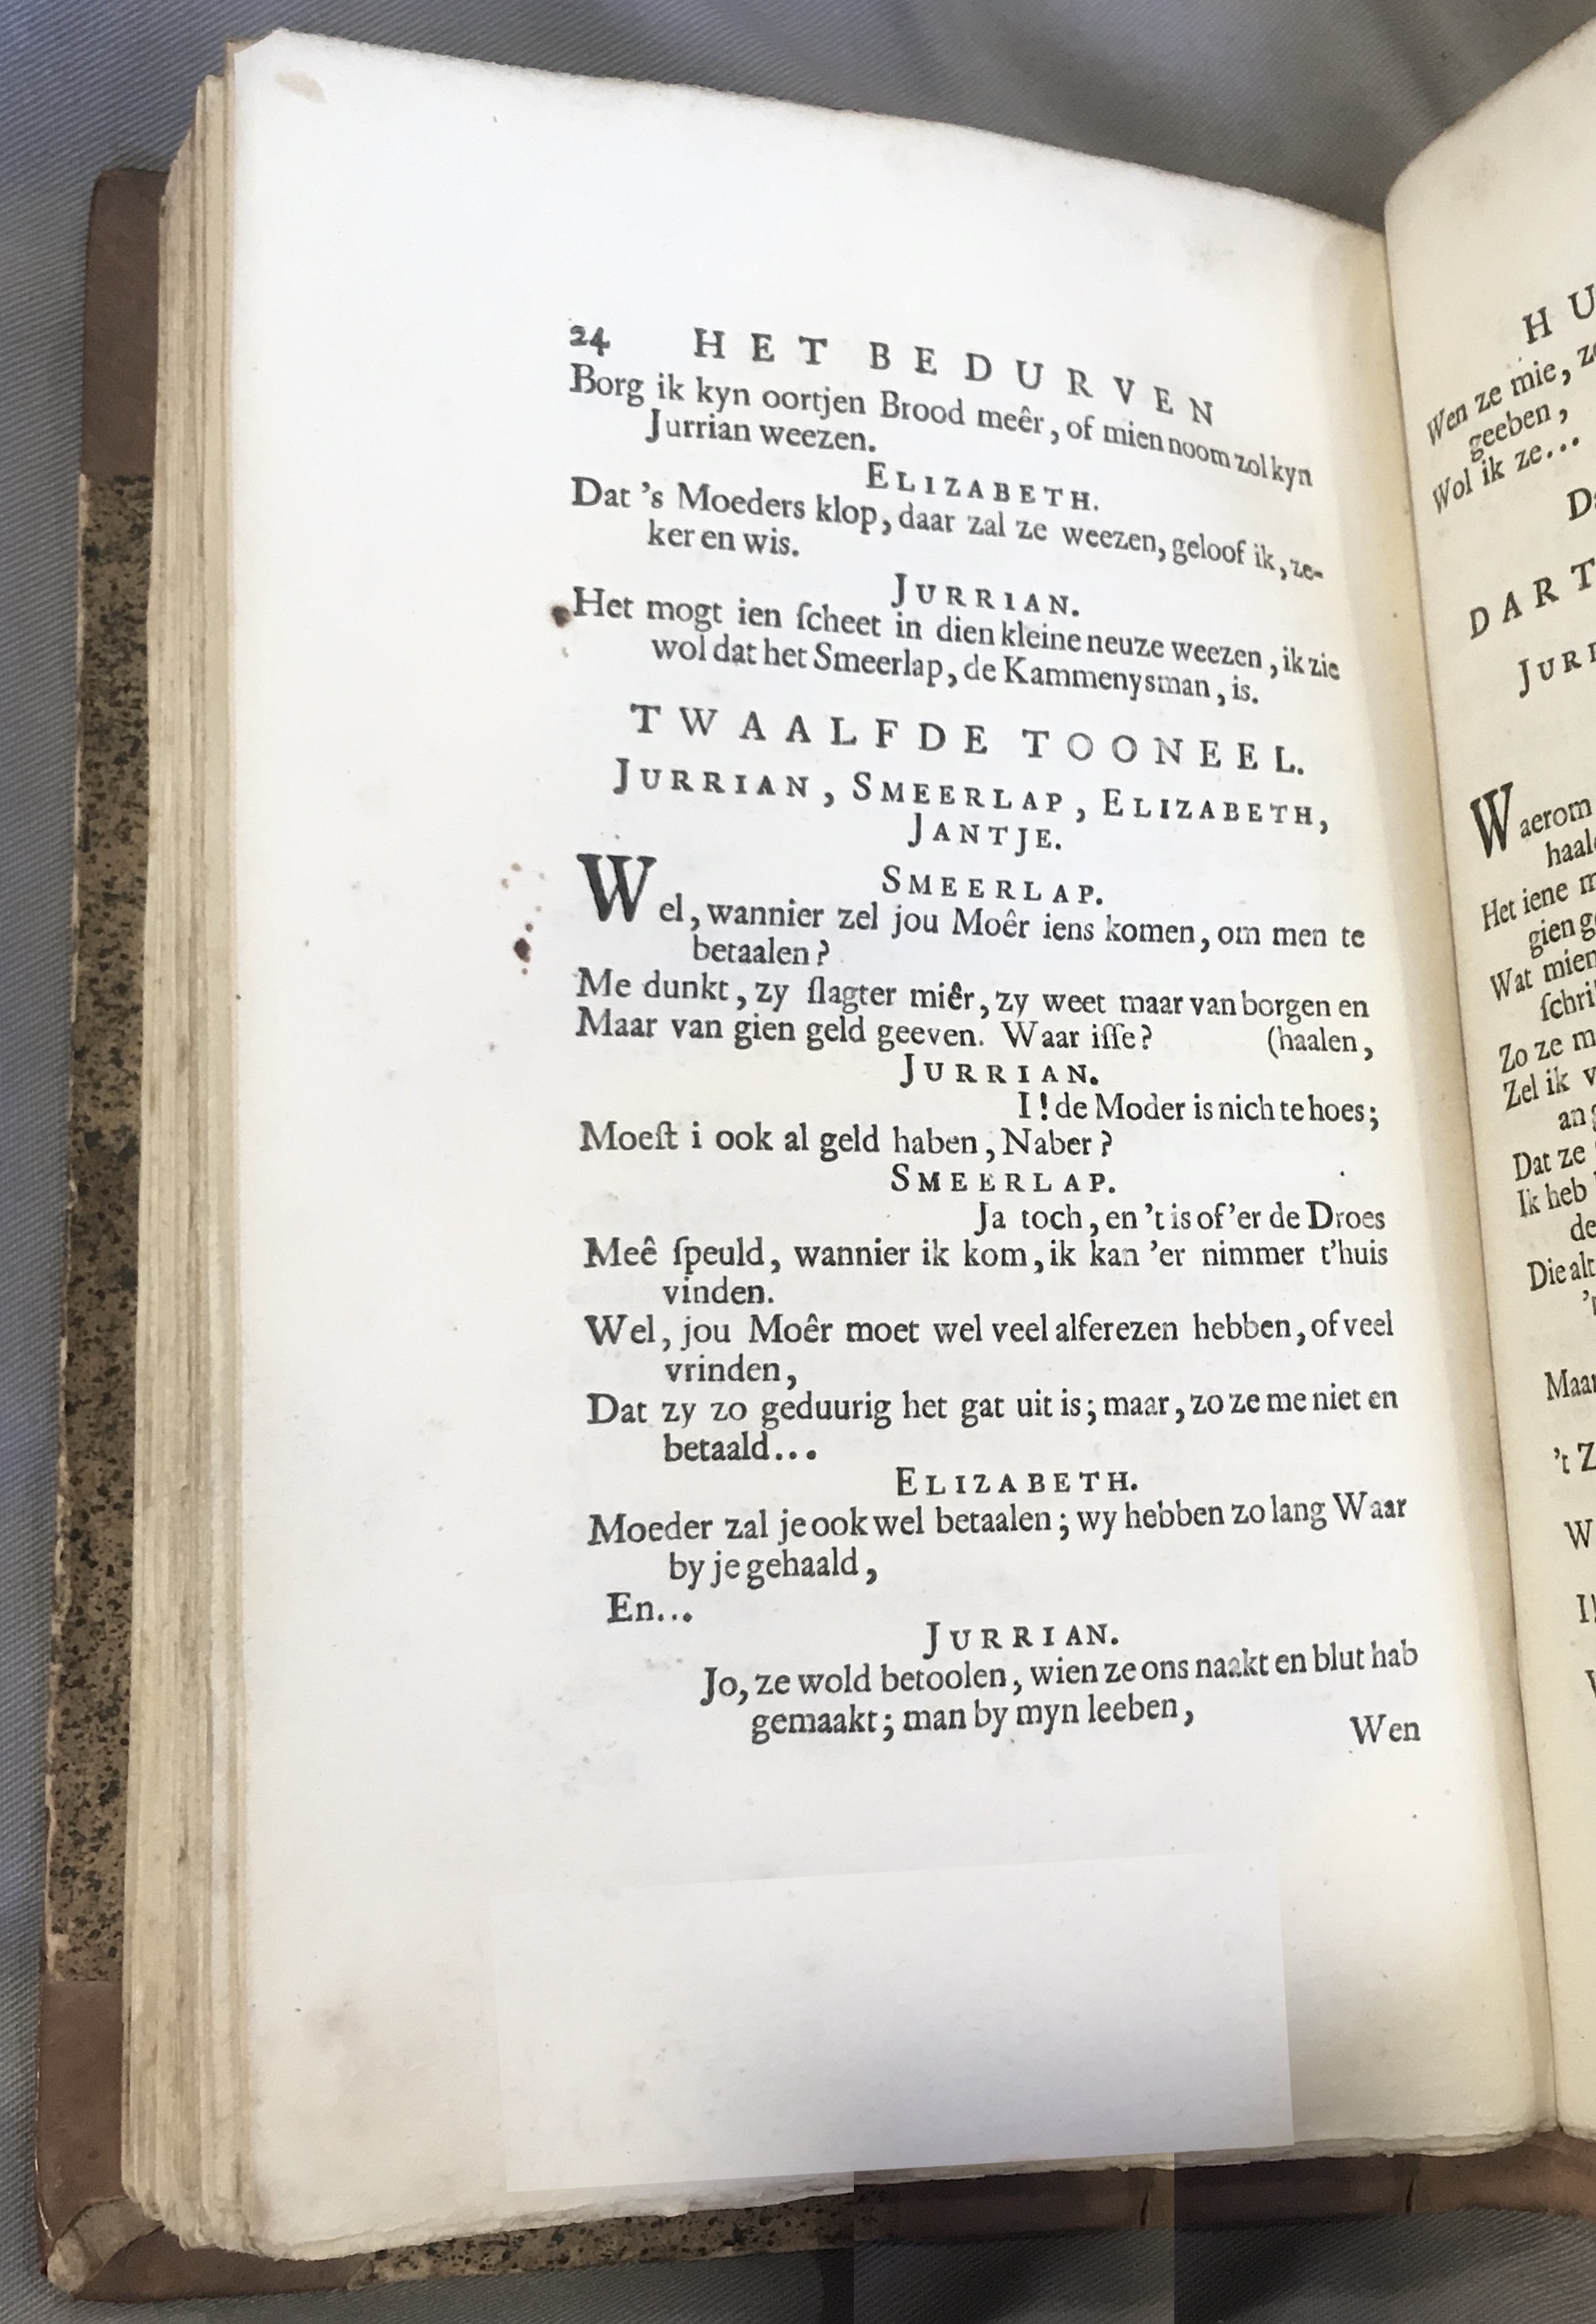 24 HET BEDURVEN
Borg ik kyn oortjen Brood meêr, of mien noom zol kyn
Jurrian weezen.
ELIZABETH.
Dat 's Moeders klop, daar zal ze weezen, geloof ik, ze-
ker en wis.
JURRIAN.
Het mogt ien ſcheet in dien kleine neuze weezen, ik zie
wol dat het Smeerlap, de Kammenysman, is.
TWAALFDE TOONEEL.
JURRIAN, SMEERLAP, ELIZABETH,
JANTJE.
SMEERLAP.
Wel, wannier zel jou Moêr iens komen, om men te
betaalen?
Me dunkt, zy ſlagter miêr, zy weet maar van borgen en
Maar van gien geld geeven. Waar iſſe? (haalen,
JURRIAN.
I! de Moder is nich te hoes;
Moeſt i ook al geld haben, Naber?
SMEERLAP.
Ja toch, en 't is of 'er de Droes
Meê ſpeuld, wannier ik kom, ik kan 'er nimmer t'huis
vinden.
Wel, jou Moêr moet wel veel alferezen hebben, of veel
vrinden,
Dat zy zo geduurig het gat uit is; maar, zo ze me niet en
betaald...
ELIZABETH.
Moeder zal je ook wel betaalen; wy hebben zo lang Waar
by je gehaald,
En...
JURRIAN.
Jo, ze wold betoolen, wien ze ons naakt en blut hab
gemaakt; man by myn leeben,
Wen
HU
Wen ze mie, z
geeben,
Wol ik ze...
D
DART
JUR
Waerom
haal
Het iene m
gien g
Wat mien
ſchri
Zo ze m
Zel ik v
an g
Dat ze
Ik heb
de
Die alt
Maar
't Z
W
I!